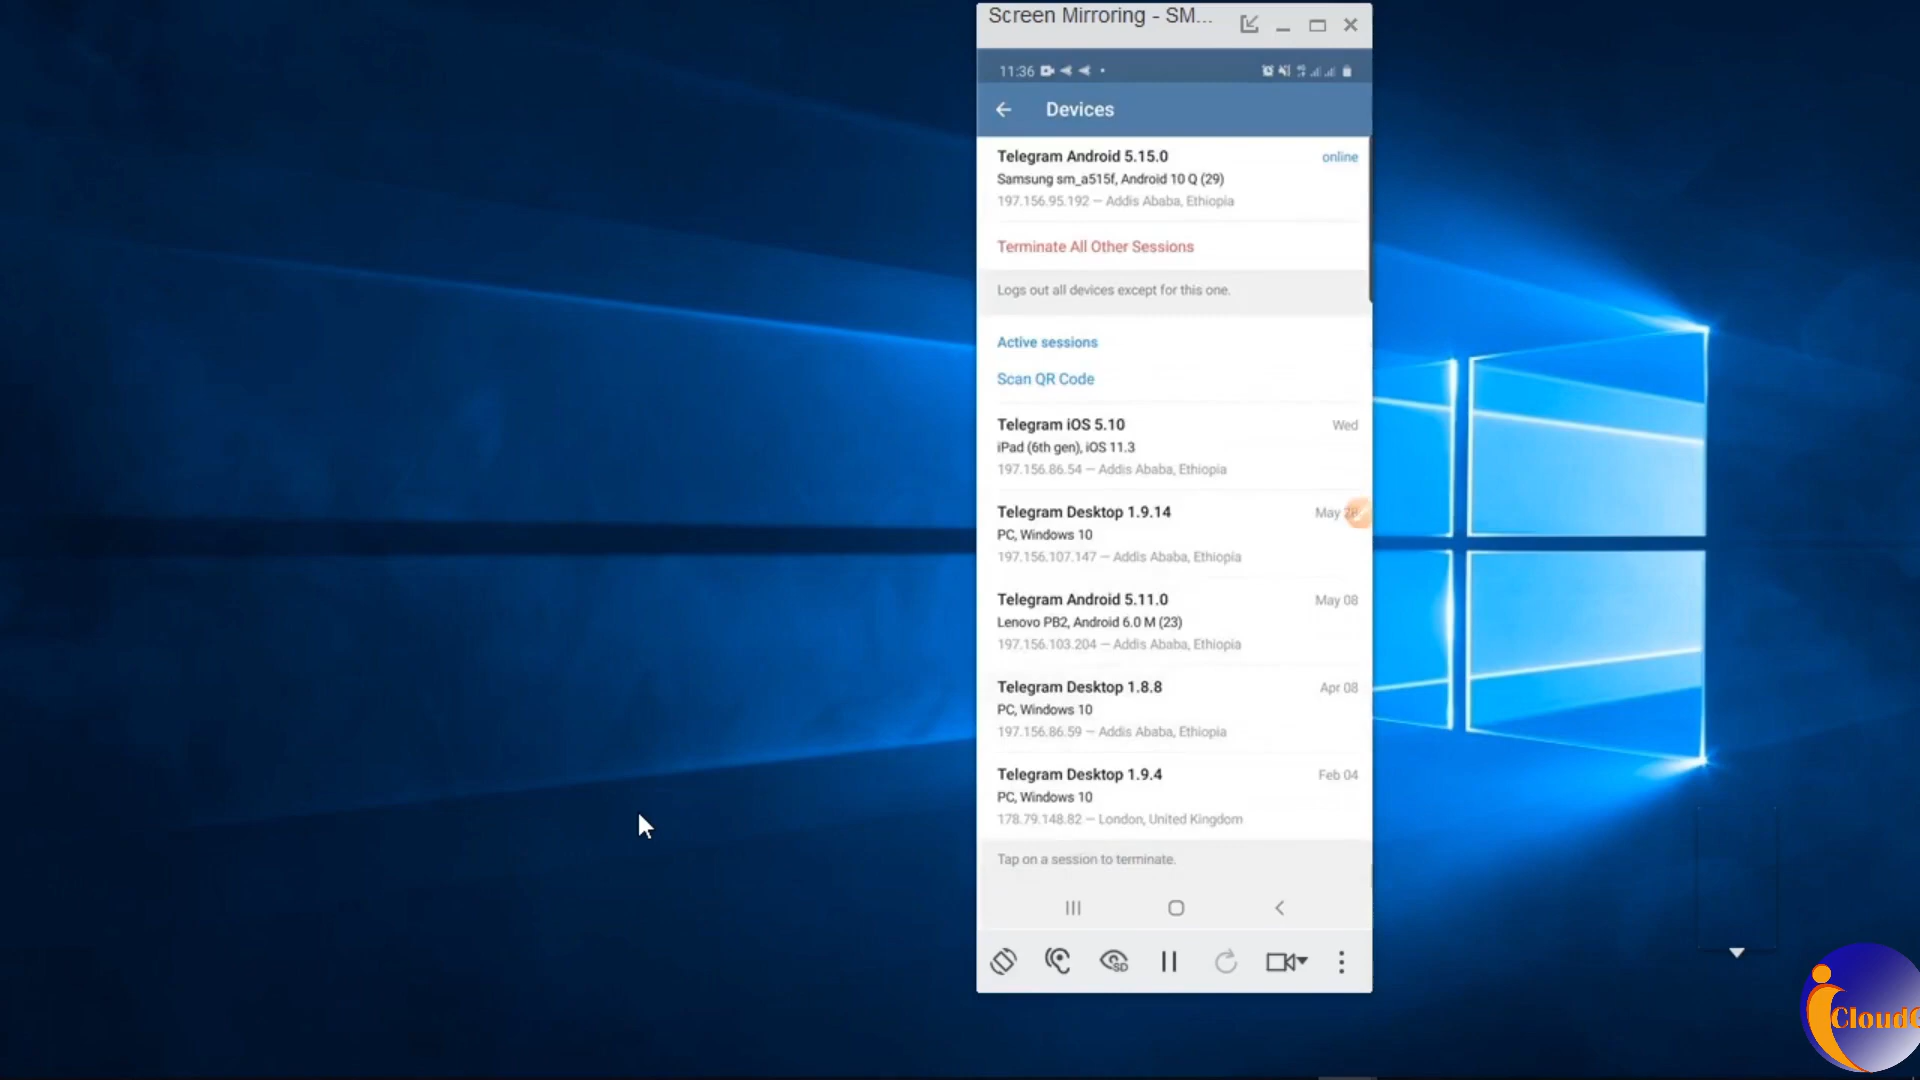 Screen Mirroring - SM...
11:36
Devices
Telegram Android 5.15.0
online
Samsung sm_a515f, Android 10 Q (29)
197.156.95.192 — Addis Ababa, Ethiopia
Terminate All Other Sessions
Logs out all devices except for this one.
Active sessions
Scan QR Code
Telegram iOS 5.10
Wed
iPad (6th gen), iOS 11.3
197.156.86.54 — Addis Ababa, Ethiopia
Telegram Desktop 1.9.14
May
PC, Windows 10
197.156.107.147 — Addis Ababa, Ethiopia
Telegram Android 5.11.0
May 08
Lenovo PB2, Android 6.0 M (23)
197.156.103.204 — Addis Ababa, Ethiopia
Telegram Desktop 1.8.8
Apr 08
PC, Windows 10
197.156.86.59 — Addis Ababa, Ethiopia
Telegram Desktop 1.9.4
Feb 04
PC, Windows 10
178.79.148.82 — London, United Kingdom
Tap on a session to terminate.
SD
iCloud